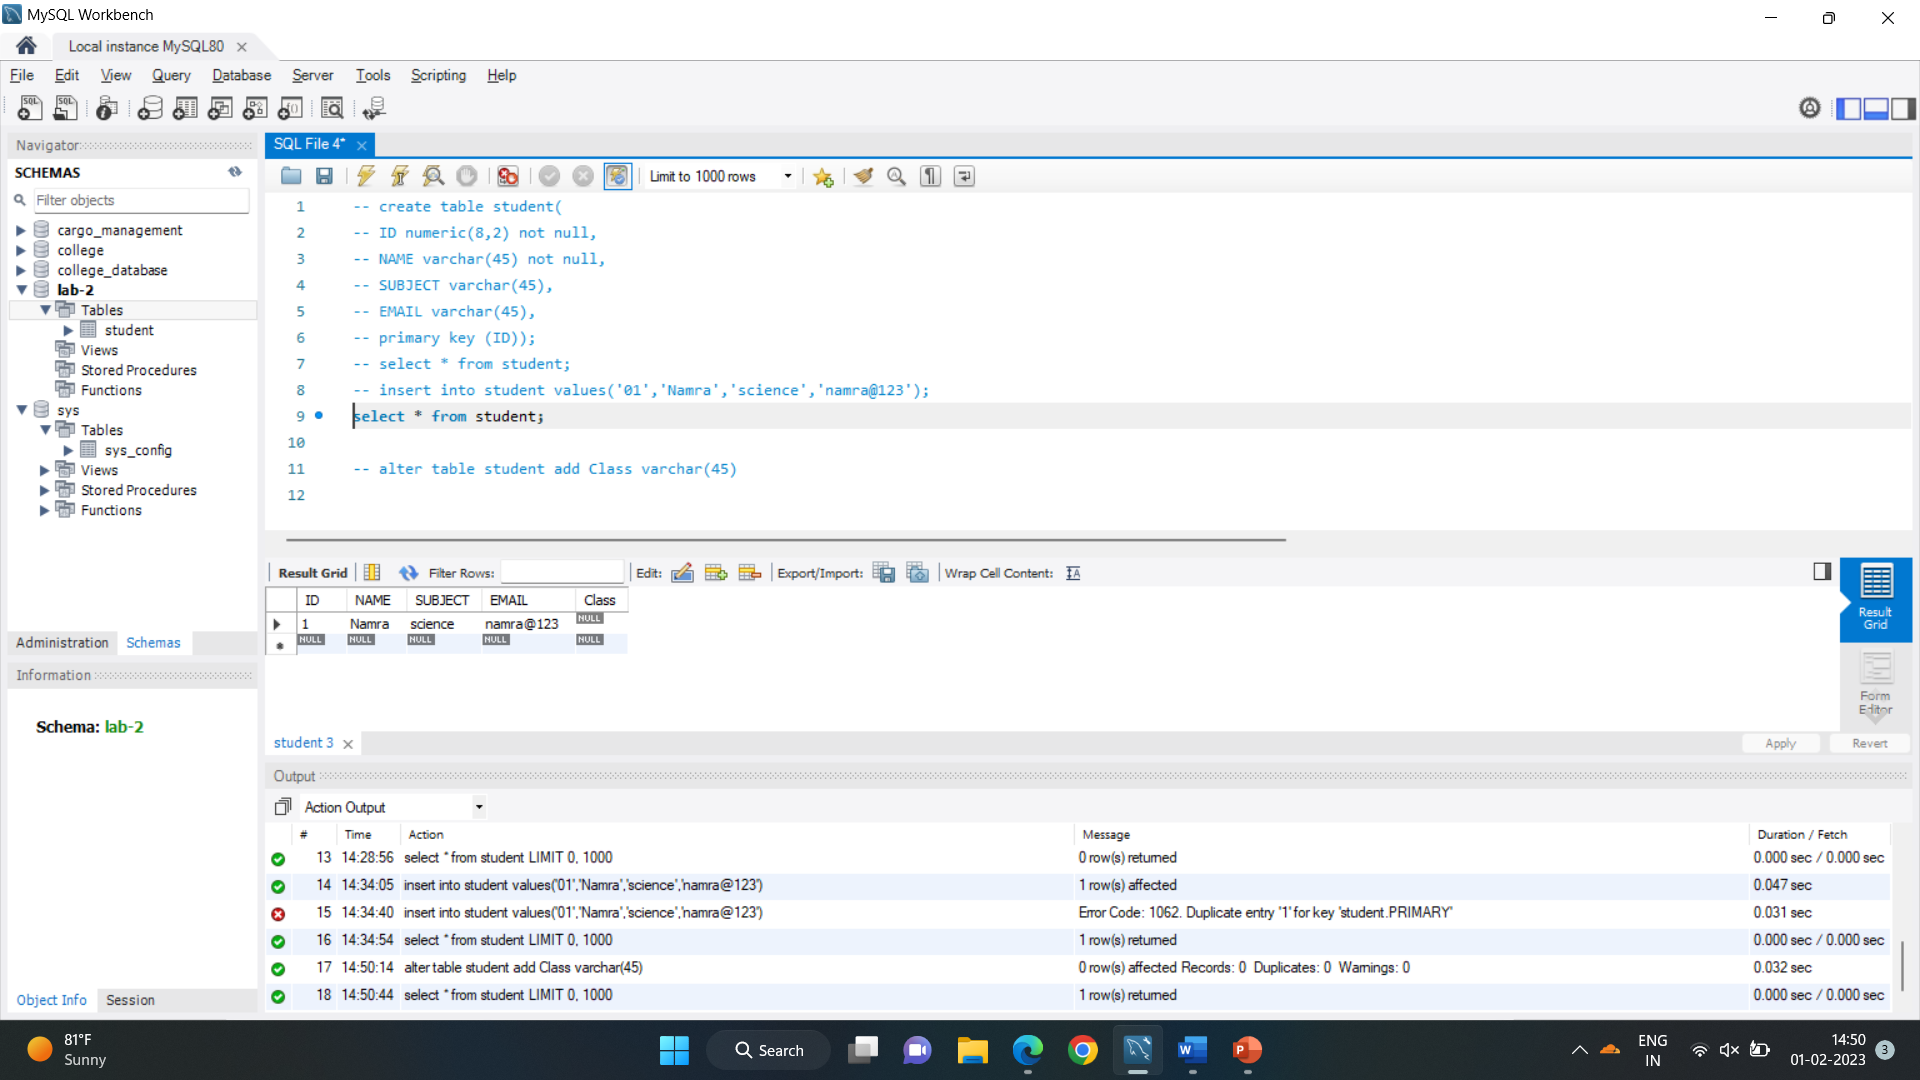 MySQL Workbench
Local instance MySQL80
File Edit View Query Database Server Tools Scripting Help
Navigator
SCHEMAS
Filter objects
cargo_management
college
college_database
lab-2
Tables
student
Views
Stored Procedures
Functions
sys
Tables
sys_config
Views
Stored Procedures
Functions
Administration Schemas
Information
Schema: lab-2
Object Info Session
SQL File 4*
Limit to 1000 rows
1 -- create table student(
2 -- ID numeric(8,2) not null,
3 -- NAME varchar(45) not null,
4 -- SUBJECT varchar(45),
5 -- EMAIL varchar(45),
6 -- primary key (ID));
7 -- select * from student;
8 -- insert into student values('01','Namra','science','namra@123');
9 select * from student;
10
11 -- alter table student add Class varchar(45)
12
Result Grid Filter Rows: Edit: Export/Import: Wrap Cell Content:
ID NAME SUBJECT EMAIL Class
1 Namra science namra@123 NULL
NULL NULL NULL NULL NULL
Result
Grid
Form
Editor
student 3 Apply Revert
Output
Action Output
# Time Action Message Duration / Fetch
13 14:28:56 select * from student LIMIT 0, 1000 0 row(s) returned 0.000 sec / 0.000 sec
14 14:34:05 insert into student values('01','Namra','science','namra@123') 1 row(s) affected 0.047 sec
15 14:34:40 insert into student values('01','Namra','science','namra@123') Error Code: 1062. Duplicate entry '1' for key 'student.PRIMARY' 0.031 sec
16 14:34:54 select * from student LIMIT 0, 1000 1 row(s) returned 0.000 sec / 0.000 sec
17 14:50:14 alter table student add Class varchar(45) 0 row(s) affected Records: 0 Duplicates: 0 Warnings: 0 0.032 sec
18 14:50:44 select * from student LIMIT 0, 1000 1 row(s) returned 0.000 sec / 0.000 sec
81°F
Sunny
Search
ENG
IN
14:50
01-02-2023
3